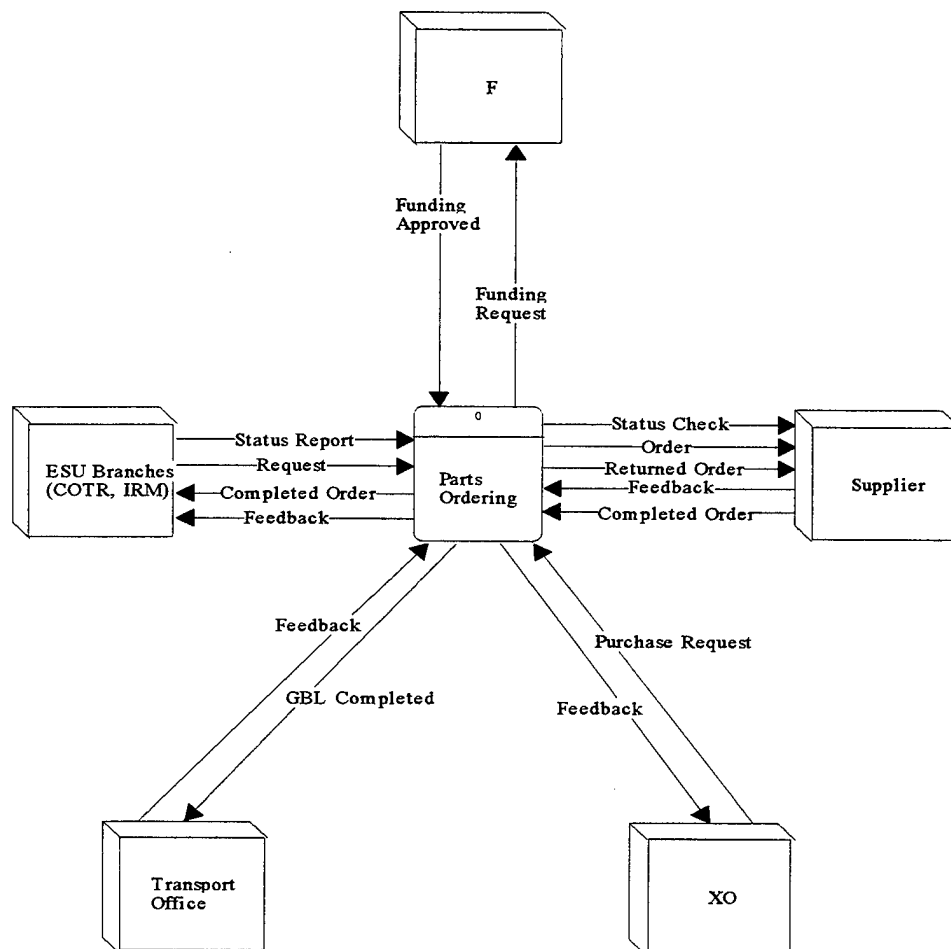 F
Funding
Approved
Funding
Request
0
Parts
Ordering
ESU Branches
(COTR, IRM)
Status Report
Request
Completed Order
Feedback
Status Check
Order
Returned Order
Feedback
Completed Order
Supplier
Feedback
GBL Completed
Purchase Request
Feedback
Transport
Office
XO